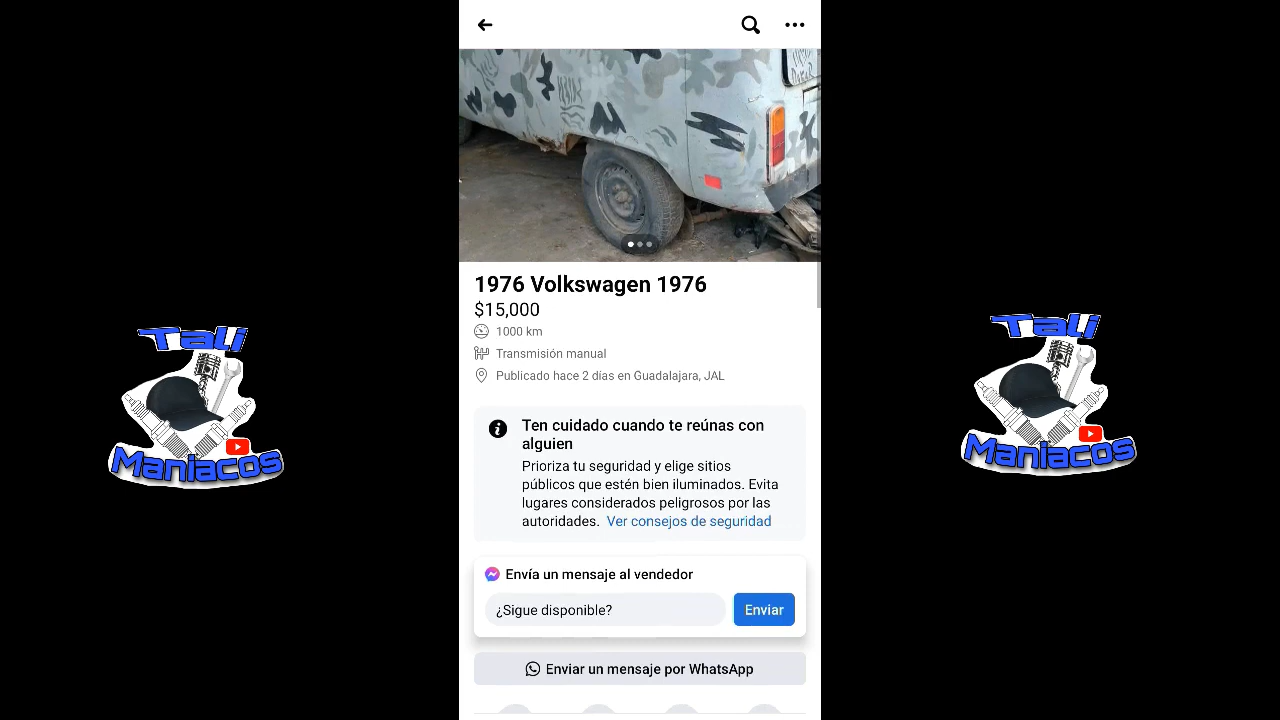 1976 Volkswagen 1976
$15,000
1000 km
Transmisión manual
Publicado hace 2 días en Guadalajara, JAL
Ten cuidado cuando te reúnas con
alguien
Prioriza tu seguridad y elige sitios
públicos que estén bien iluminados. Evita
lugares considerados peligrosos por las
autoridades. Ver consejos de seguridad
Envía un mensaje al vendedor
¿Sigue disponible?
Enviar
Enviar un mensaje por WhatsApp
Tali
Maniacos
Tali
Maniacos